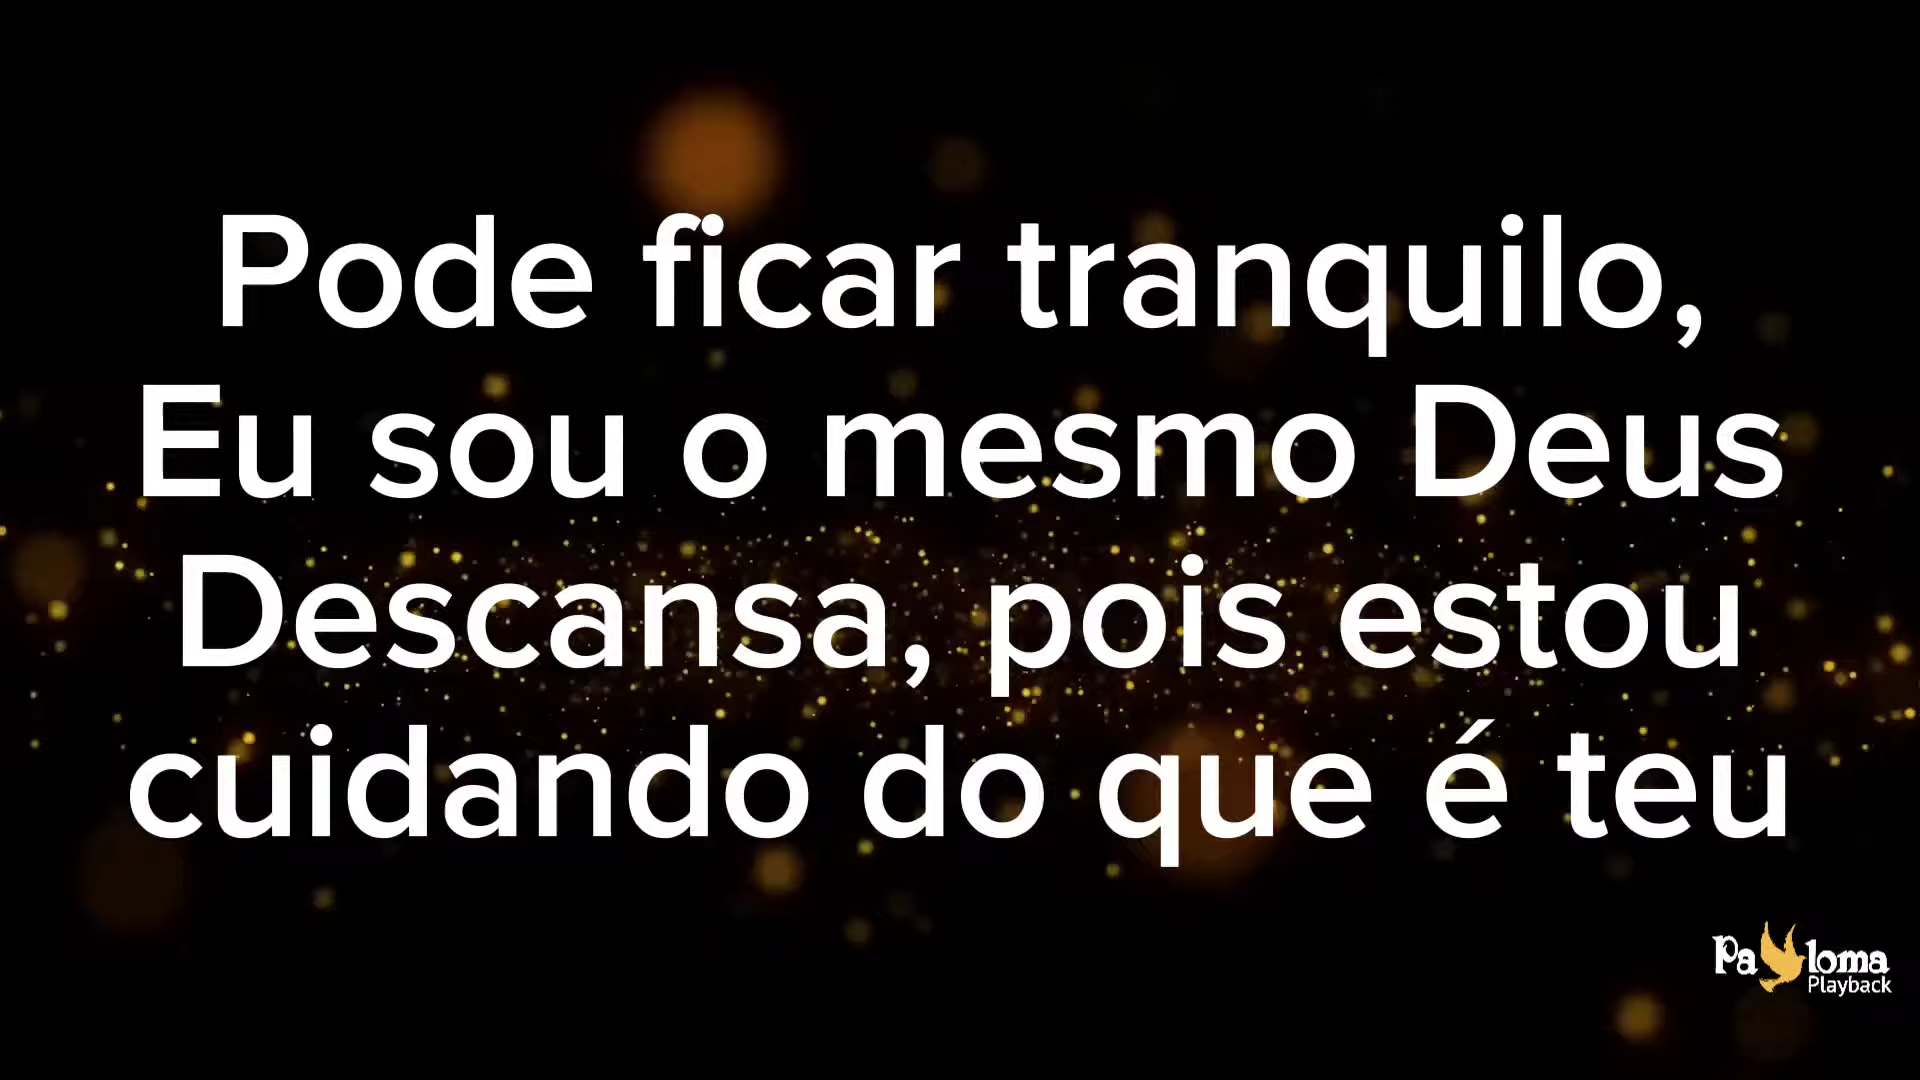 Pode ficar tranquilo,
Eu sou o mesmo Deus
Descansa, pois estou
cuidando do que é teu
Paloma
Playback